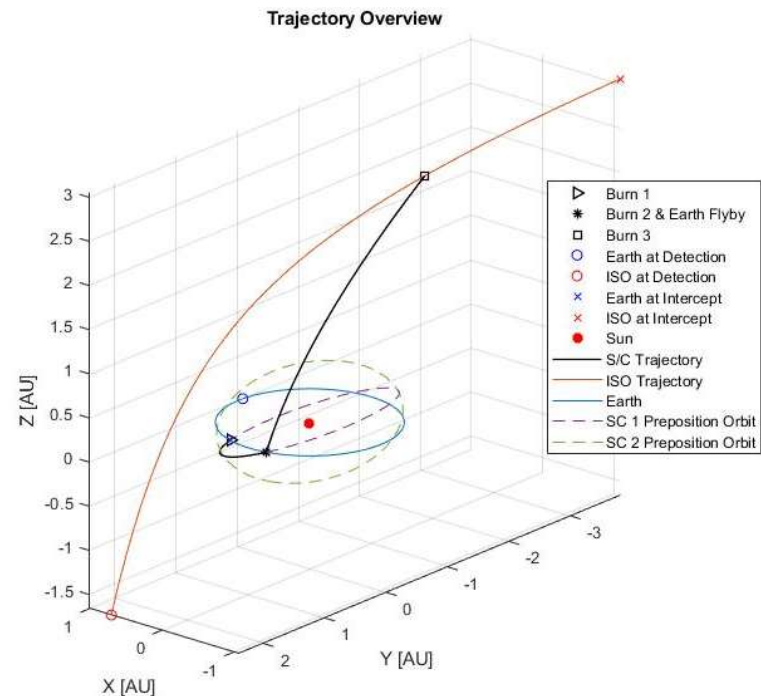 Trajectory Overview
3
2.5
2
1.5
1
0.5
0
-0.5
-1
-1.5
Z [AU]
1
0
-1
X [AU]
2
1
0
-1
-2
-3
Y [AU]
Burn 1
Burn 2 & Earth Flyby
Burn 3
Earth at Detection
ISO at Detection
Earth at Intercept
ISO at Intercept
Sun
S/C Trajectory
ISO Trajectory
Earth
SC 1 Preposition Orbit
SC 2 Preposition Orbit